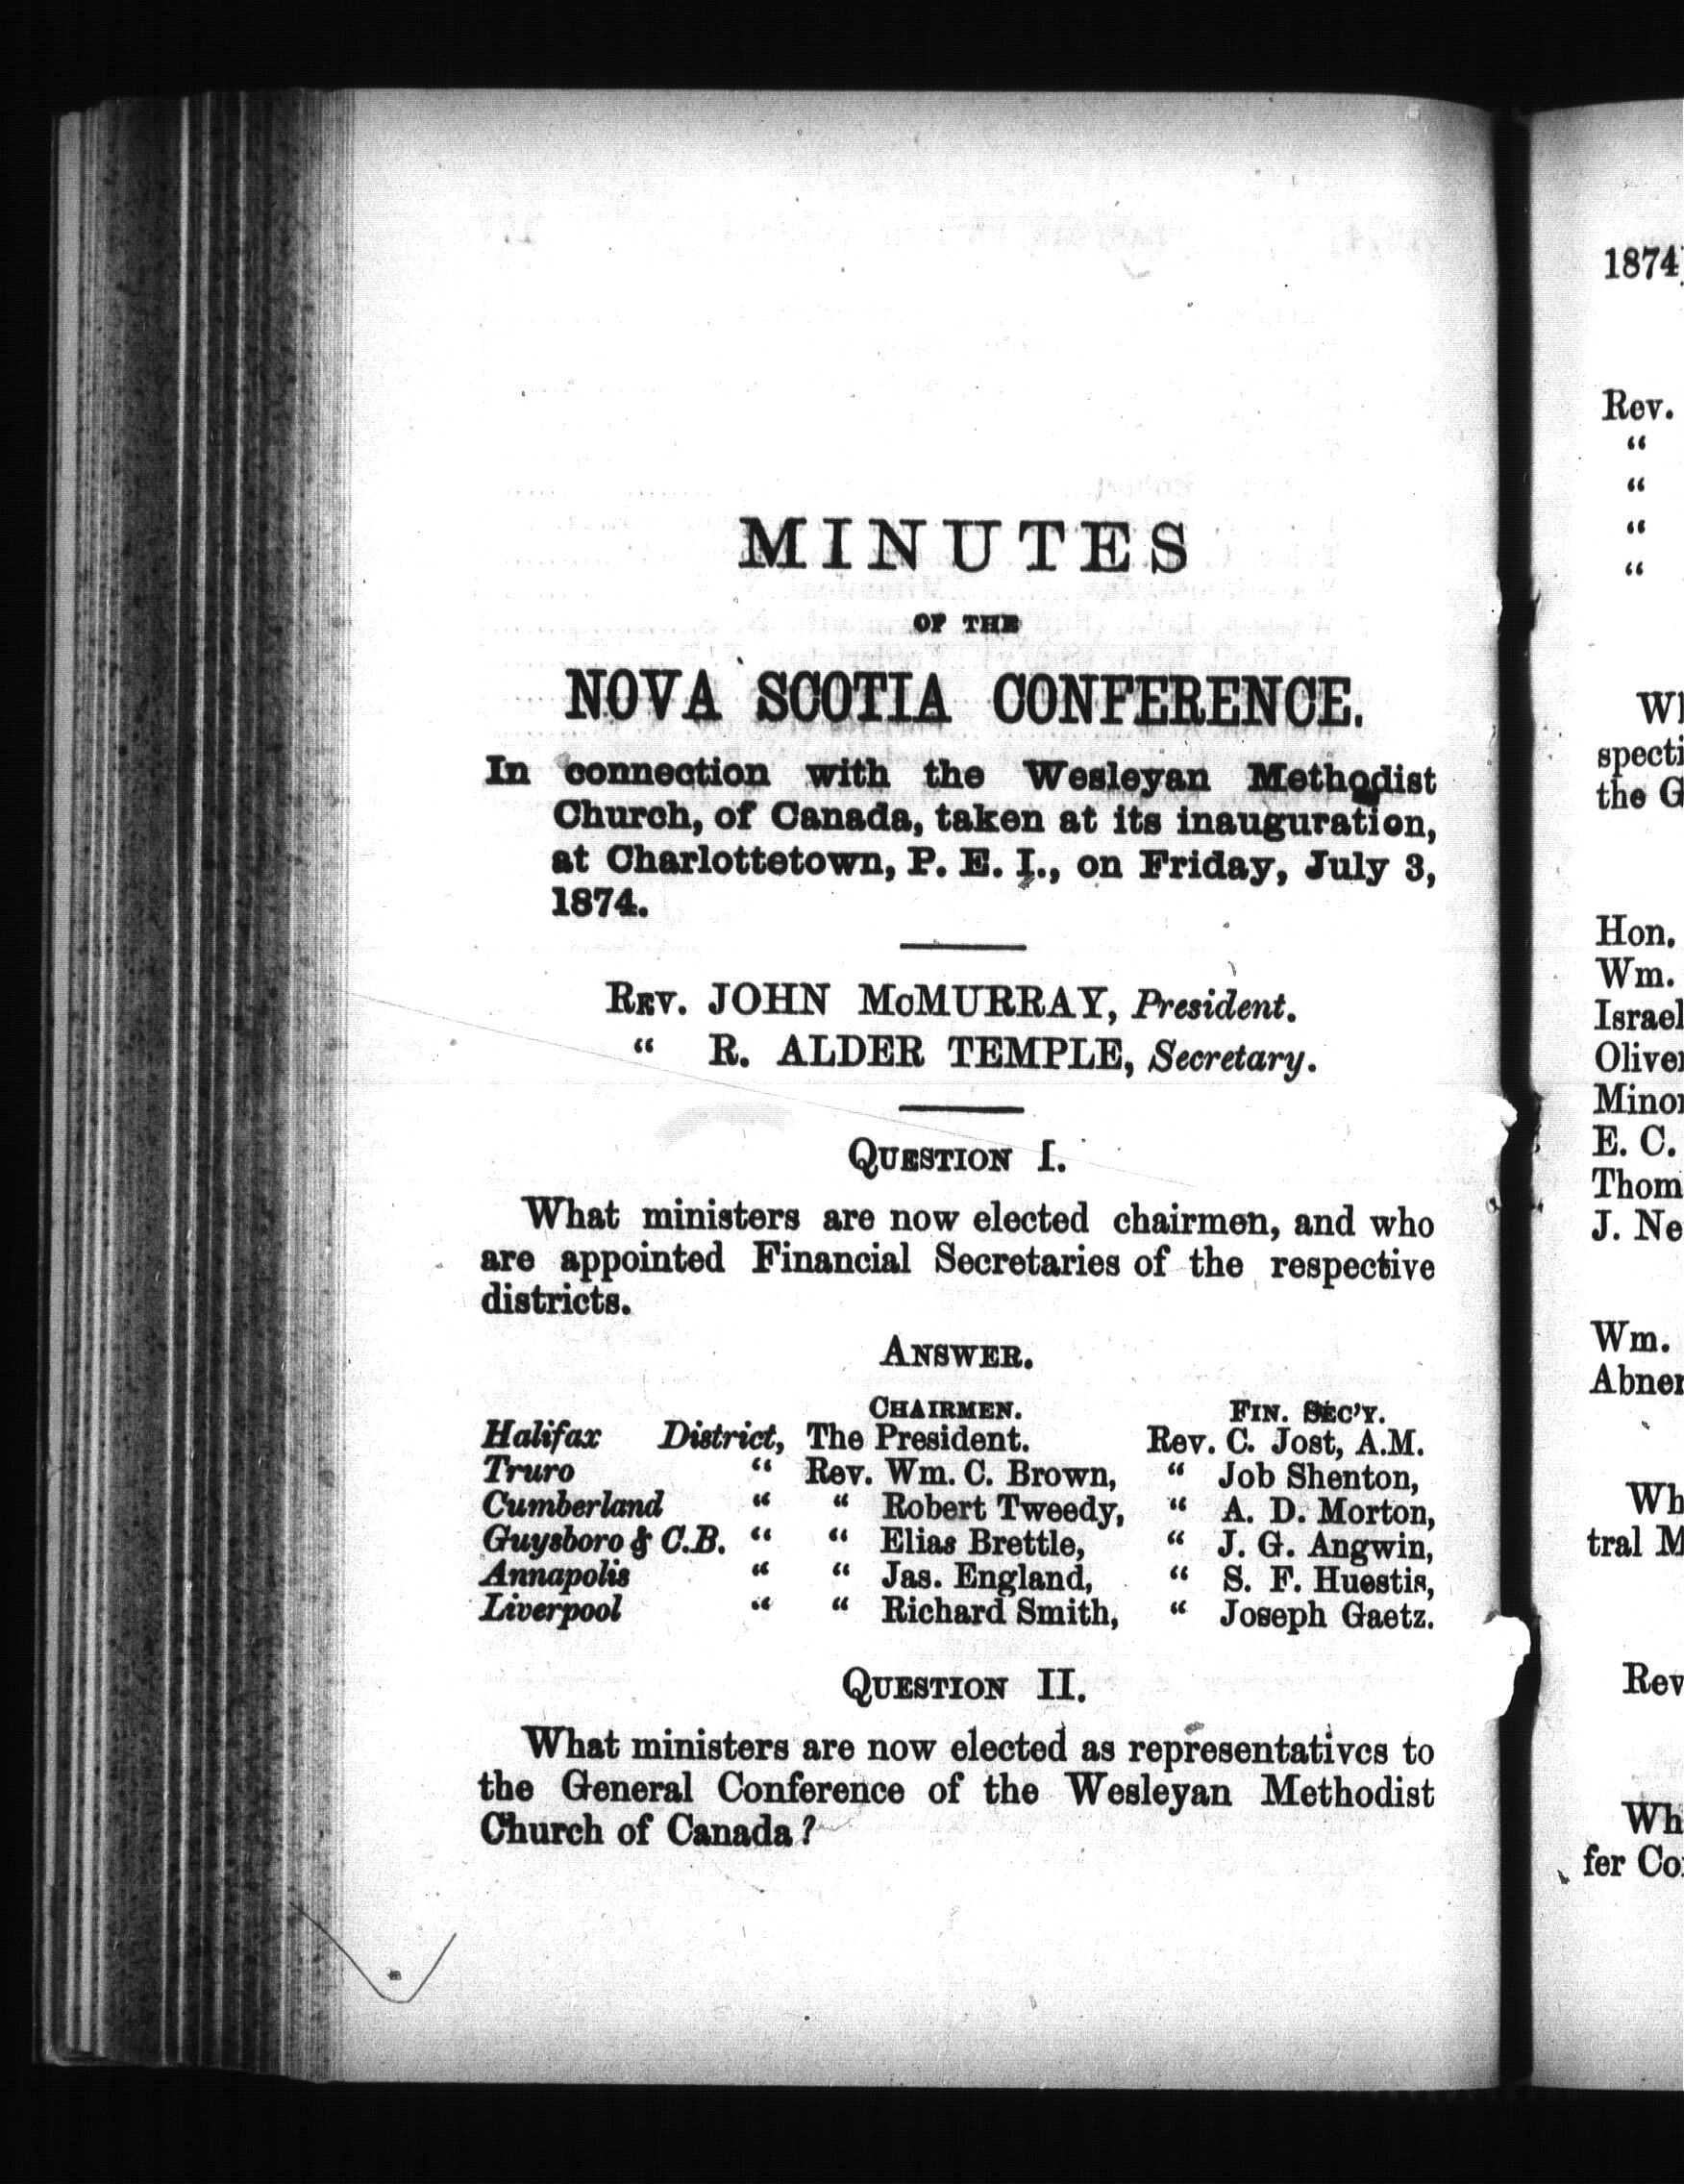 MINUTES
OF THE
NOVA SCOTIA CONFERENCE.
In connection with the Wesleyan Methodist
Church, of Canada, taken at its inauguration,
at Charlottetown, P. E. I., on Friday, July 3,
1874.
REV. JOHN McMURRAY, President.
“ R. ALDER TEMPLE, Secretary.
QUESTION I.
What ministers are now elected chairmen, and who
are appointed Financial Secretaries of the respective
districts.
ANSWER.
CHAIRMEN. FIN. SEC'Y.
Halifax District, The President. Rev. C. Jost, A.M.
Truro “ Rev. Wm. C. Brown, “ Job Shenton,
Cumberland “ “ Robert Tweedy, “ A. D. Morton,
Guysboro & C.B. “ “ Elias Brettle, “ J. G. Angwin,
Annapolis “ “ Jas. England, “ S. F. Huestis,
Liverpool “ “ Richard Smith, “ Joseph Gaetz.
QUESTION II.
What ministers are now elected as representatives to
the General Conference of the Wesleyan Methodist
Church of Canada?
1874
Rev.
“
“
“
“
specti
the G
Hon.
Wm.
Israel
Oliver
Minor
E. C.
Thom
J. Ne
Wm.
Abner
Wh
tral M
Rev
Wh
fer Co